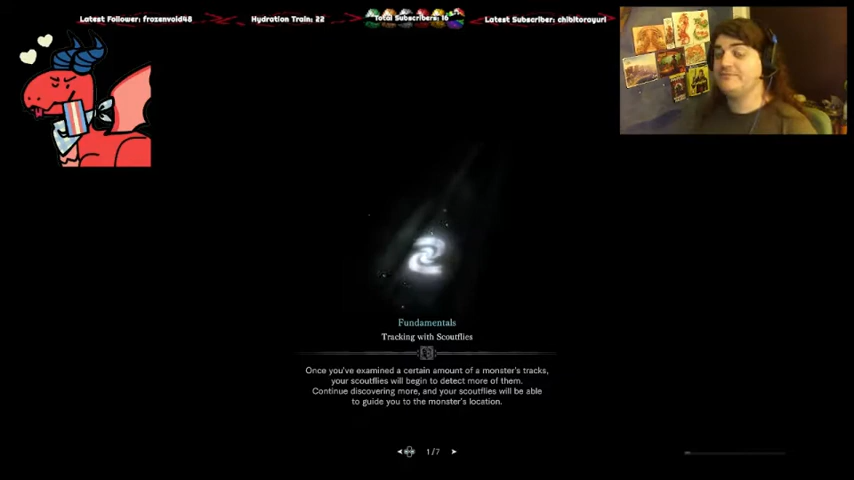 Latest Follower: frozenvoid48
Hydration Train: 22
Total Subscribers: 16
Latest Subscriber: chibitoroyuri
Fundamentals
Tracking with Scoutflies
Once you've examined a certain amount of a monster's tracks,
your scoutflies will begin to detect more of them.
Continue discovering more, and your scoutflies will be able
to guide you to the monster's location.
1/7